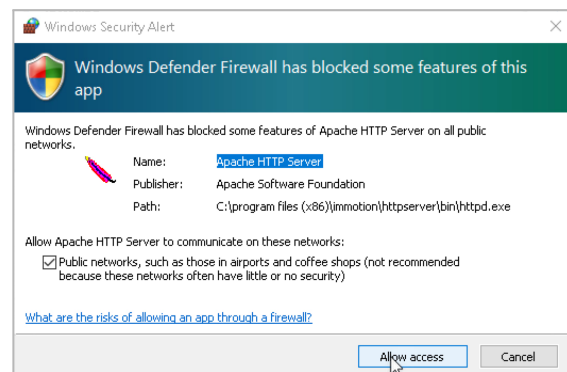 Windows Security Alert
Windows Defender Firewall has blocked some features of this
app
Windows Defender Firewall has blocked some features of Apache HTTP Server on all public
networks.
Name: Apache HTTP Server
Publisher: Apache Software Foundation
Path: C:\program files (x86)\immotion\httpserver\bin\httpd.exe
Allow Apache HTTP Server to communicate on these networks:
Public networks, such as those in airports and coffee shops (not recommended
because these networks often have little or no security)
What are the risks of allowing an app through a firewall?
Allow access Cancel